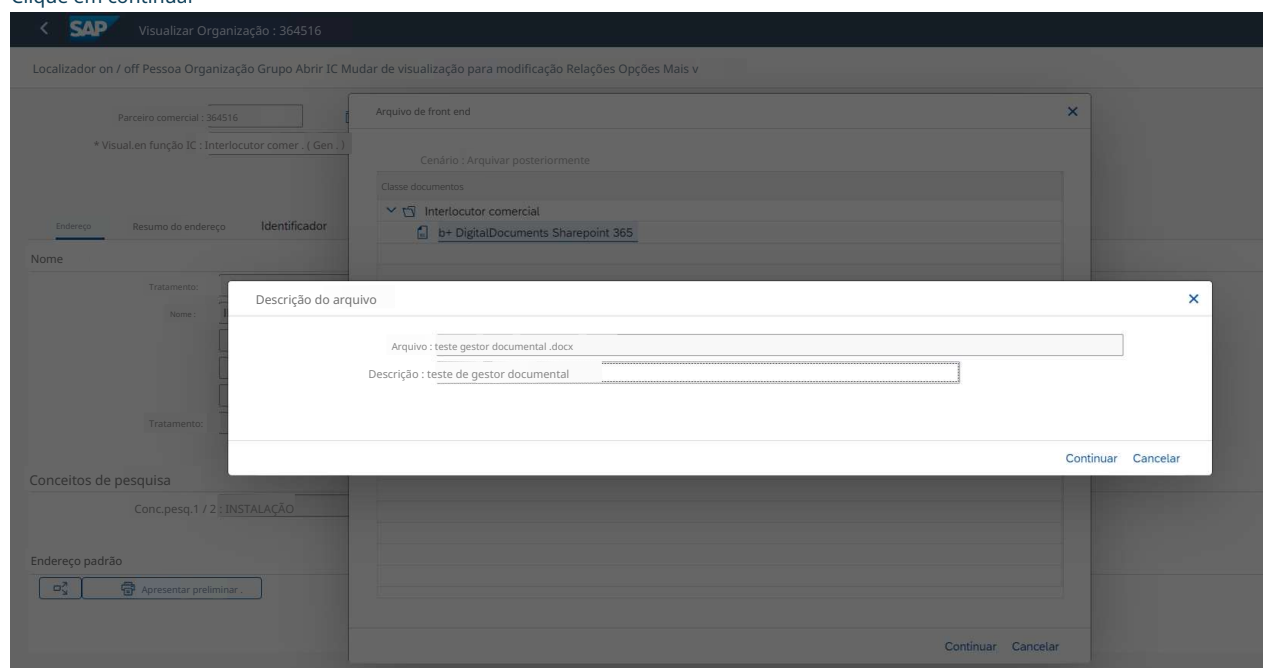 Clique em continuar
SAP Visualizar Organização : 364516
Localizador on / off Pessoa Organização Grupo Abrir IC Mudar de visualização para modificação Relações Opções Mais v
Parceiro comercial : 364516
* Visual.en função IC : Interlocutor comer . ( Gen . )
Arquivo de front end
Cenário : Arquivar posteriormente
Classe documentos
Interlocutor comercial
b+ DigitalDocuments Sharepoint 365
Endereço Resumo do endereço Identificador
Nome
Tratamento:
Nome :
Descrição do arquivo
Arquivo : teste gestor documental .docx
Descrição : teste de gestor documental
Continuar Cancelar
Tratamento:
Conceitos de pesquisa
Conc.pesq.1 / 2 : INSTALAÇÃO
Endereço padrão
Apresentar preliminar .
Continuar Cancelar